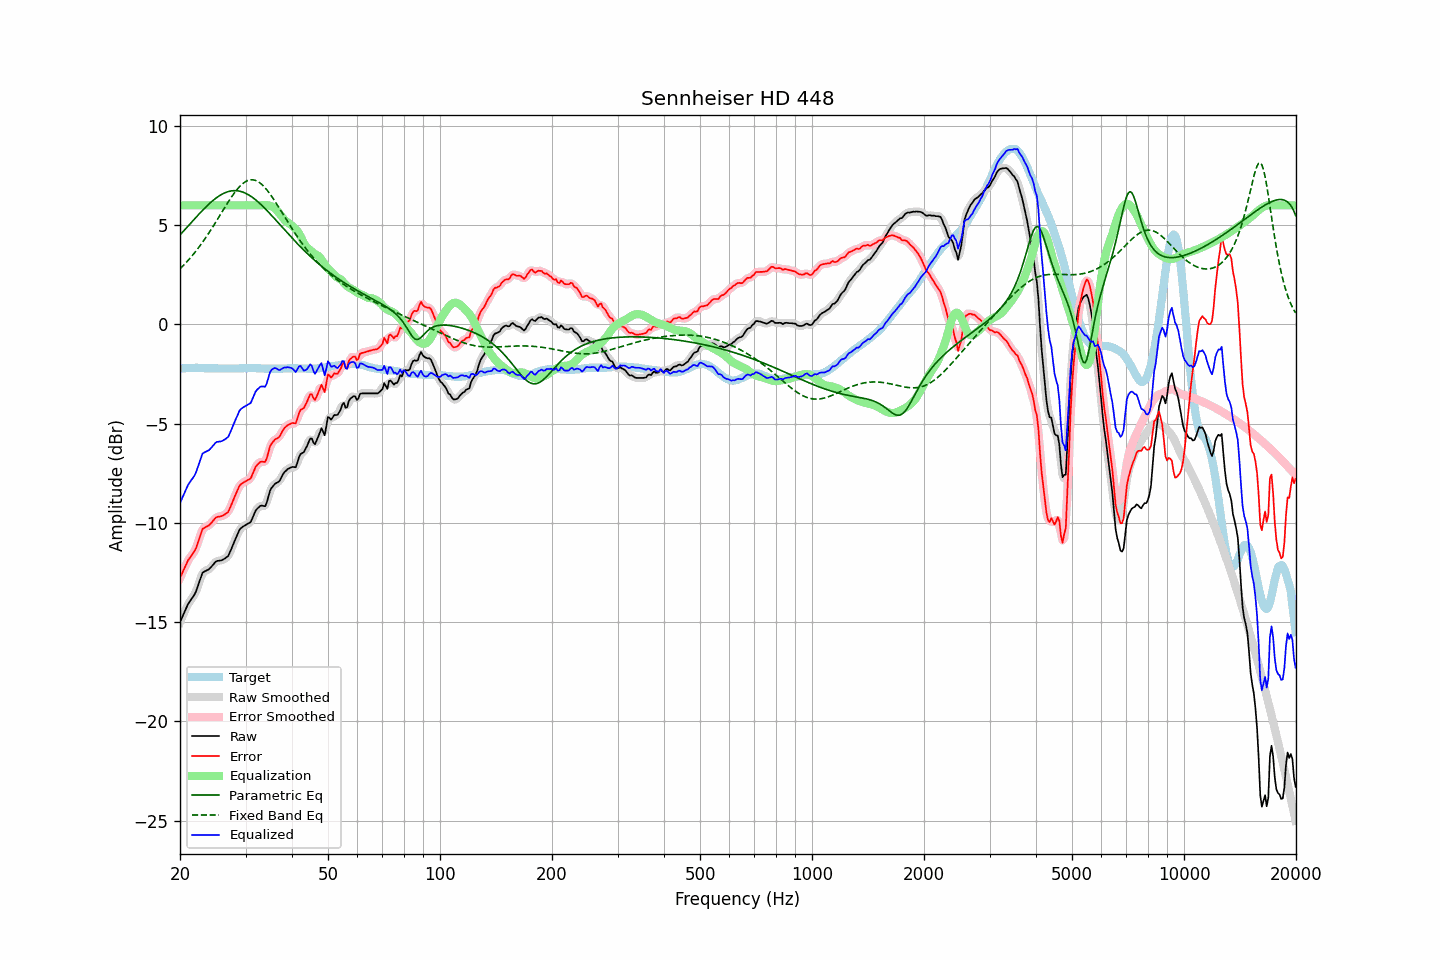 Sennheiser HD 448
10
5
0
−5
−10
−15
−20
−25
Amplitude (dBr)
Target
Raw Smoothed
Error Smoothed
Raw
Error
Equalization
Parametric Eq
Fixed Band Eq
Equalized
20 50 100 200 500 1000 2000 5000 10000 20000
Frequency (Hz)